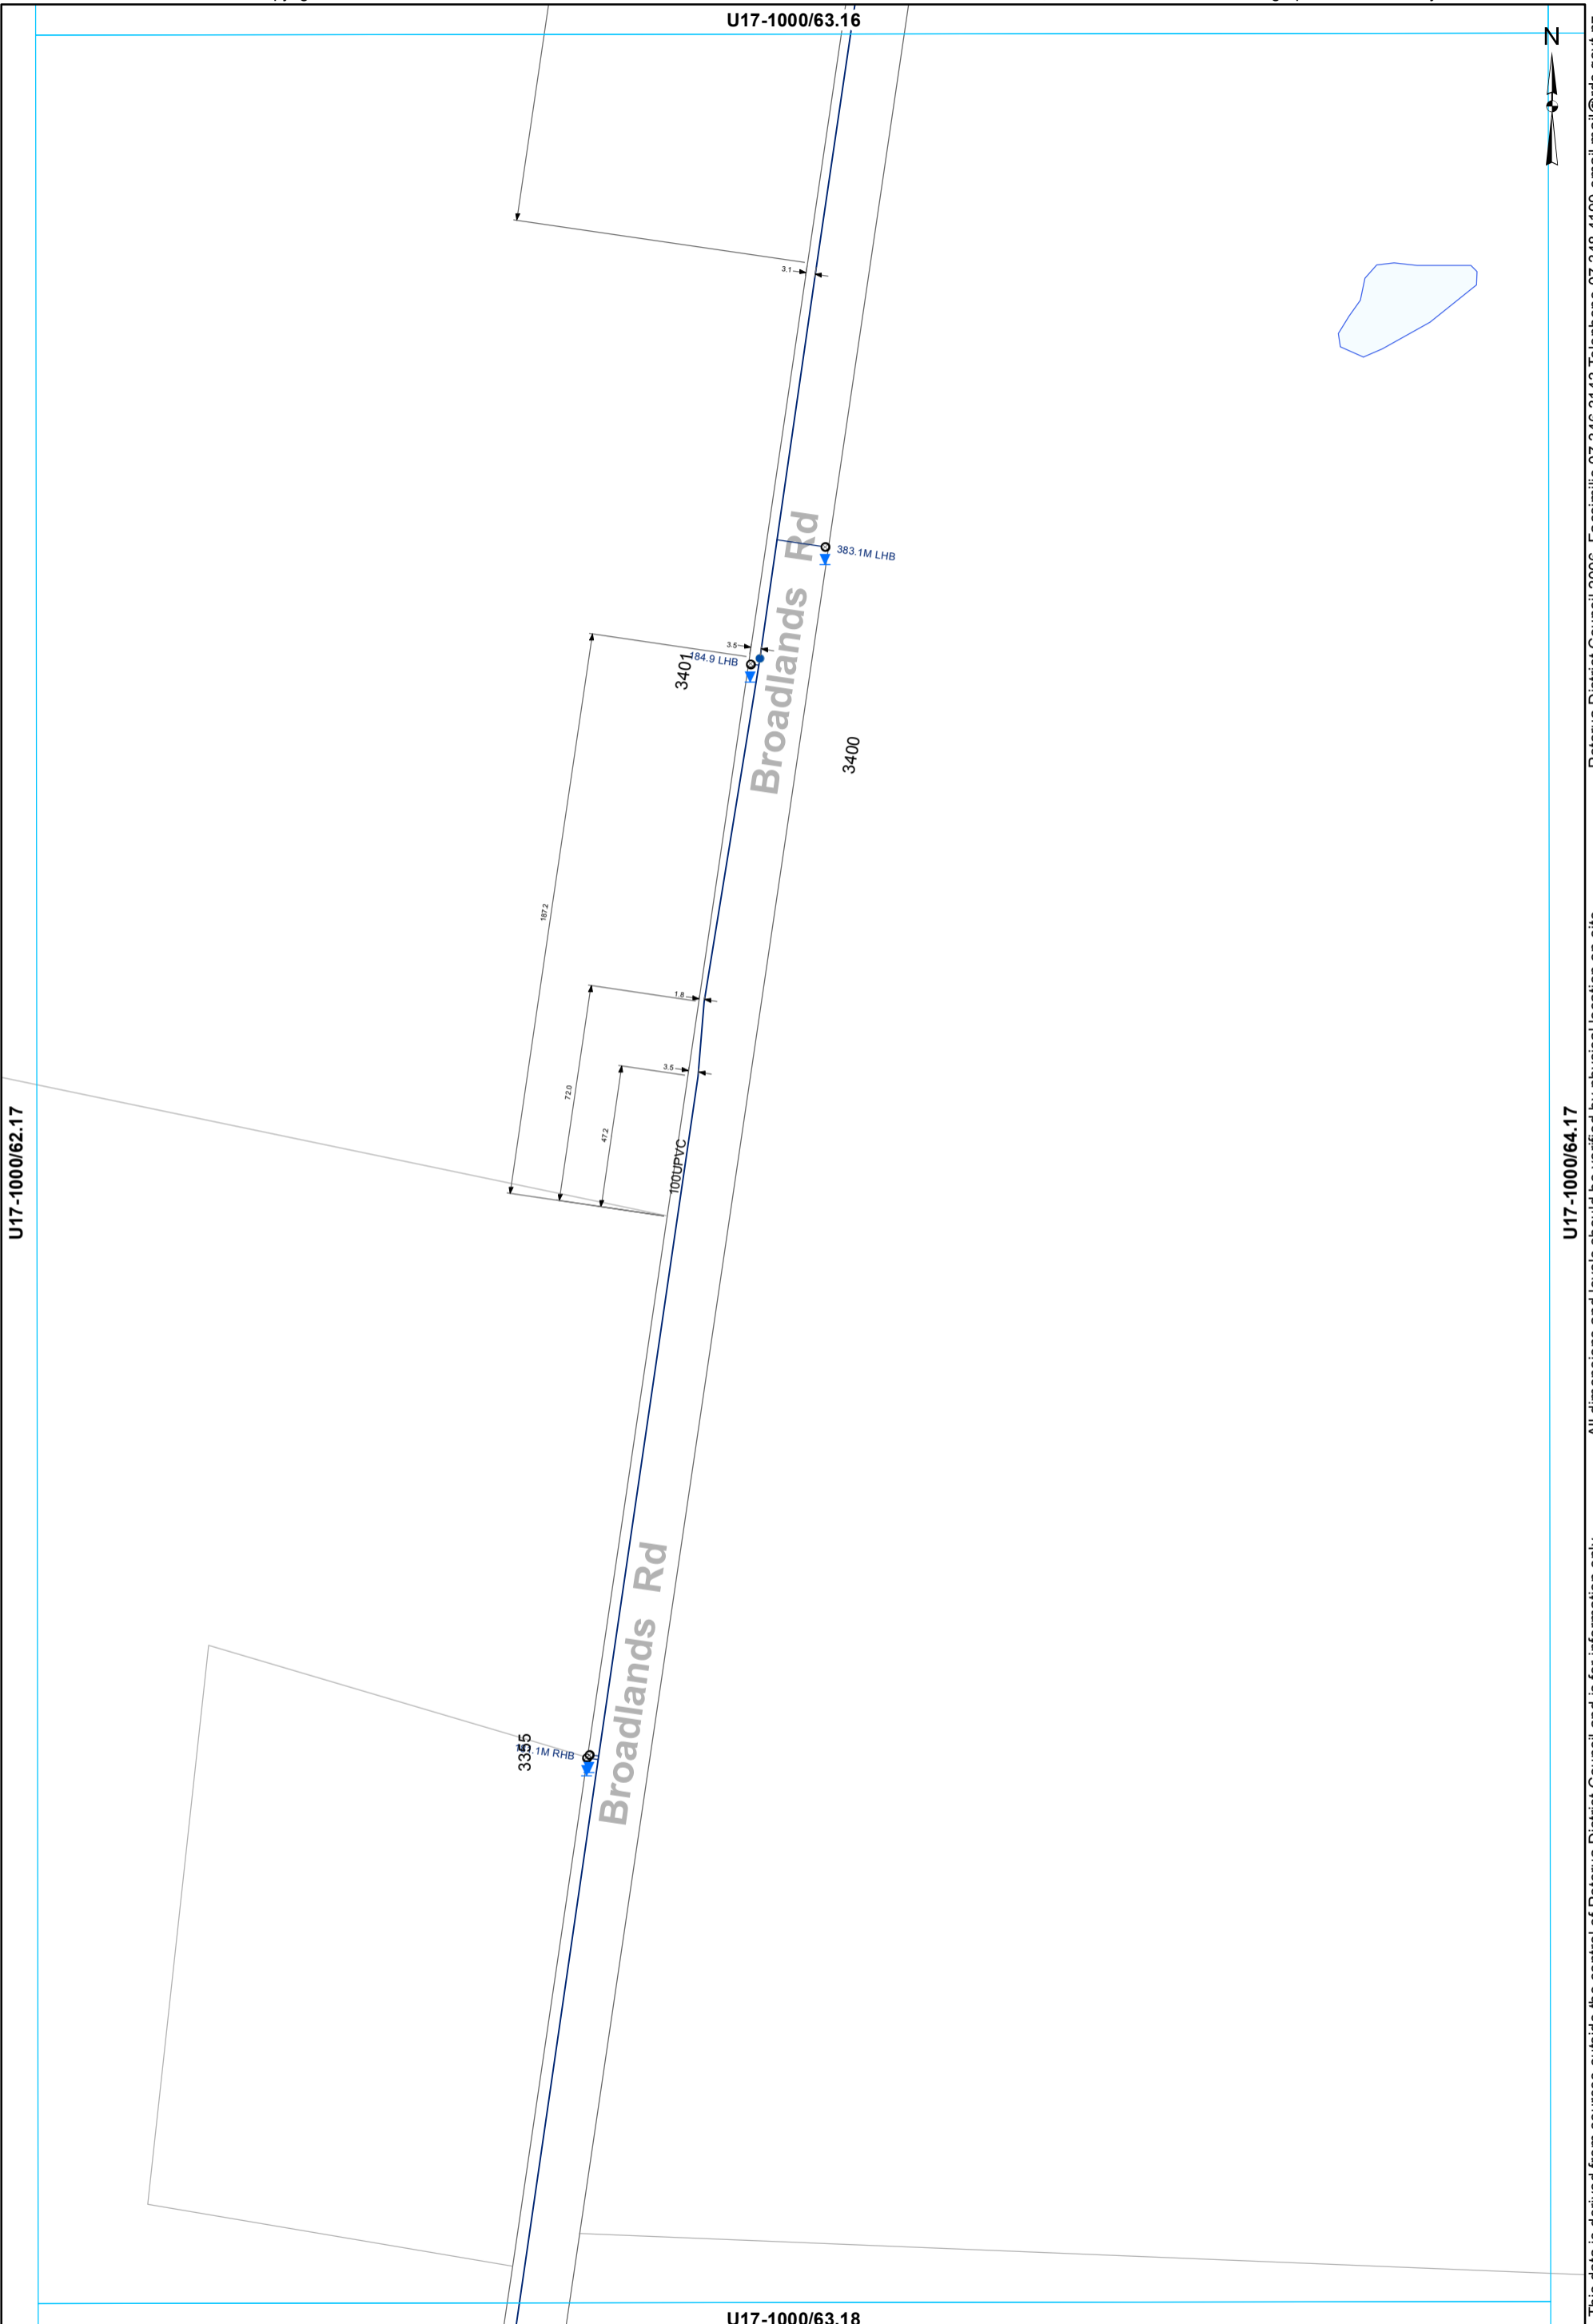 U17-1000/63.16
N
3.1
383.1M LHB
Broadlands Rd
3.5
184.9 LHB
3401
3400
187.2
1.8
72.0
3.5
47.2
100UPVC
U17-1000/62.17
U17-1000/64.17
Broadlands Rd
3355
.1M RHB
U17-1000/63.18